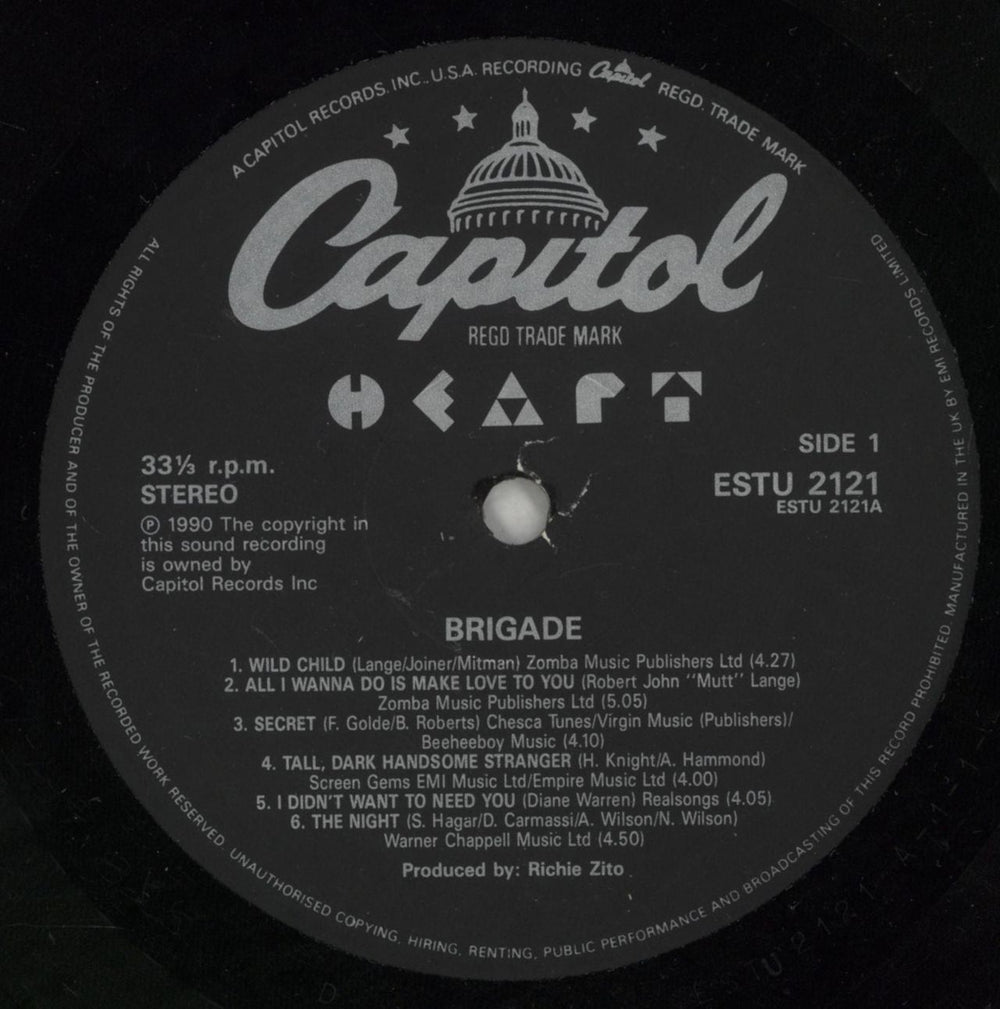 A CAPITOL RECORDS. INC., U.S.A. RECORDING Capitol REGD. TRADE MARK
Capitol
REGD TRADE MARK
HEART
33⅓ r.p.m.
STEREO
℗ 1990 The copyright in
this sound recording
is owned by
Capitol Records Inc
SIDE 1
ESTU 2121
ESTU 2121A
BRIGADE
1. WILD CHILD (Lange/Joiner/Mitman) Zomba Music Publishers Ltd (4.27)
2. ALL I WANNA DO IS MAKE LOVE TO YOU (Robert John "Mutt" Lange)
Zomba Music Publishers Ltd (5.05)
3. SECRET (F. Golde/B. Roberts) Chesca Tunes/Virgin Music (Publishers)/
Beeheeboy Music (4.10)
4. TALL, DARK HANDSOME STRANGER (H. Knight/A. Hammond)
Screen Gems EMI Music Ltd/Empire Music Ltd (4.00)
5. I DIDN'T WANT TO NEED YOU (Diane Warren) Realsongs (4.05)
6. THE NIGHT (S. Hagar/D. Carmassi/A. Wilson/N. Wilson)
Warner Chappell Music Ltd (4.50)
Produced by: Richie Zito
ALL RIGHTS OF THE PRODUCER AND OF THE OWNER OF THE RECORDED WORK RESERVED. UNAUTHORISED COPYING, HIRING, RENTING, PUBLIC PERFORMANCE AND BROADCASTING OF THIS RECORD PROHIBITED. MANUFACTURED IN THE UK BY EMI RECORDS LIMITED